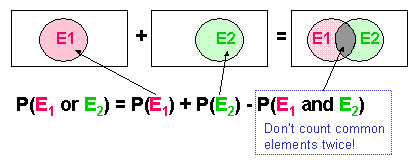 E1 + E2 = E1 E2
P(E1 or E2) = P(E1) + P(E2) - P(E1 and E2)
Don't count common
elements twice!